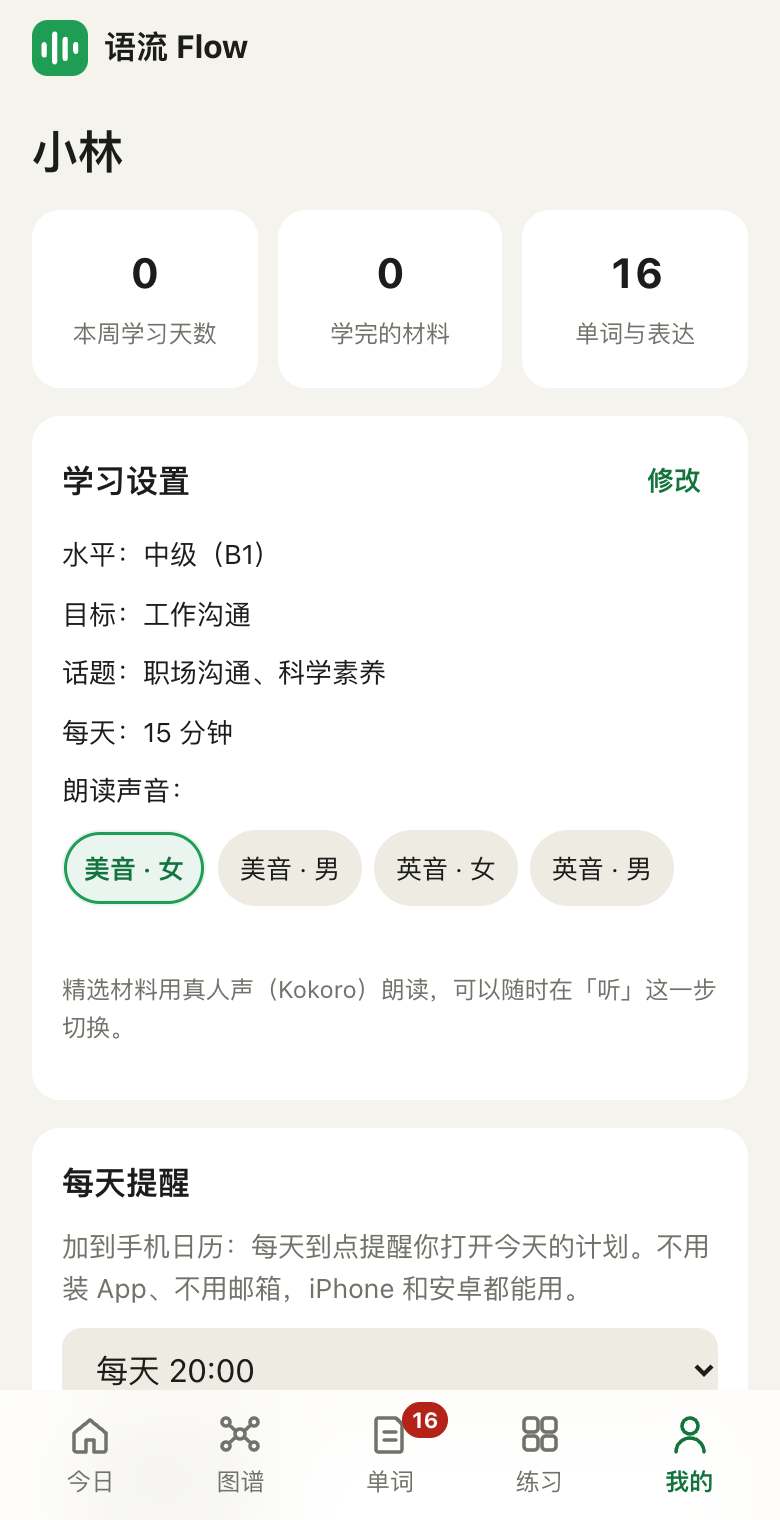 语流 Flow
小林
0
本周学习天数
0
学完的材料
16
单词与表达
学习设置
修改
水平：中级（B1）
目标：工作沟通
话题：职场沟通、科学素养
每天：15 分钟
朗读声音：
美音 · 女
美音 · 男
英音 · 女
英音 · 男
精选材料用真人声（Kokoro）朗读，可以随时在「听」这一步
切换。
每天提醒
加到手机日历：每天到点提醒你打开今天的计划。不用
装 App、不用邮箱，iPhone 和安卓都能用。
每天 20:00
16
今日
图谱
单词
练习
我的